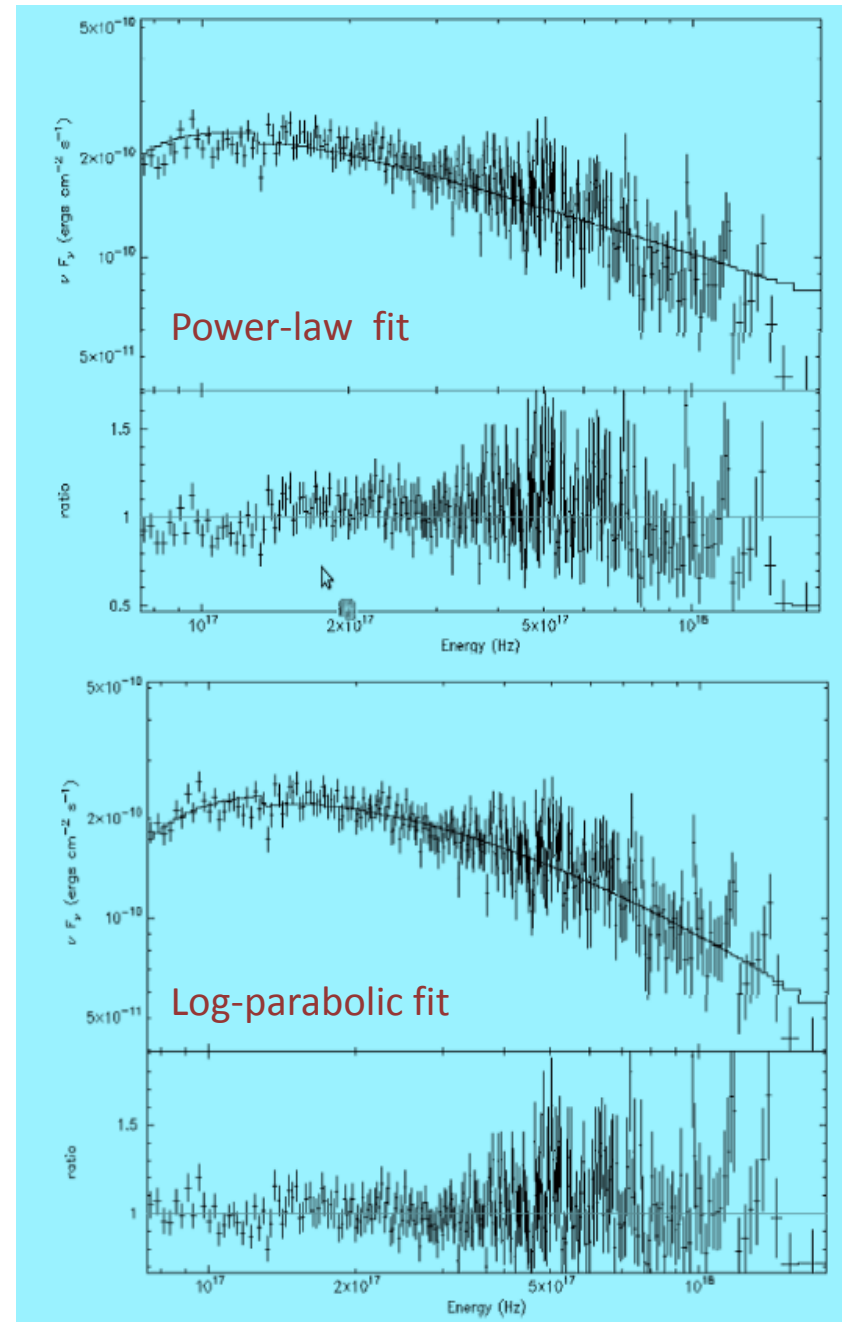 5×10⁻¹⁰
2×10⁻¹⁰
10⁻¹⁰
5×10⁻¹¹
ν Fᵥ (ergs cm⁻² s⁻¹)
Power-law fit
1.5
1
0.5
ratio
10¹⁷
2×10¹⁷
5×10¹⁷
10¹⁸
Energy (Hz)
5×10⁻¹⁰
2×10⁻¹⁰
10⁻¹⁰
5×10⁻¹¹
ν Fᵥ (ergs cm⁻² s⁻¹)
Log-parabolic fit
1.5
1
ratio
10¹⁷
2×10¹⁷
5×10¹⁷
10¹⁸
Energy (Hz)